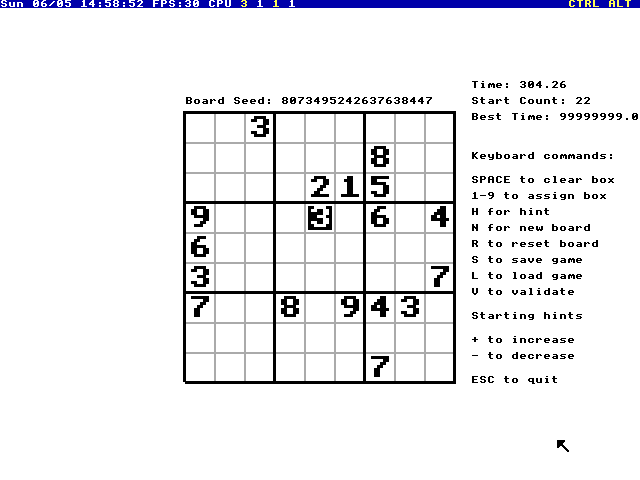 Sun 06/05 14:58:52 FPS:30 CPU 3 1 1 1 CTRL ALT
Time: 304.26
Board Seed: 8073495242637638447
Start Count: 22
Best Time: 99999999.0
3
8
Keyboard commands:
2 1 5
SPACE to clear box
1-9 to assign box
9 3 6 4
H for hint
N for new board
6
R to reset board
S to save game
3 7
L to load game
V to validate
7 8 9 4 3
Starting hints
+ to increase
- to decrease
7
ESC to quit